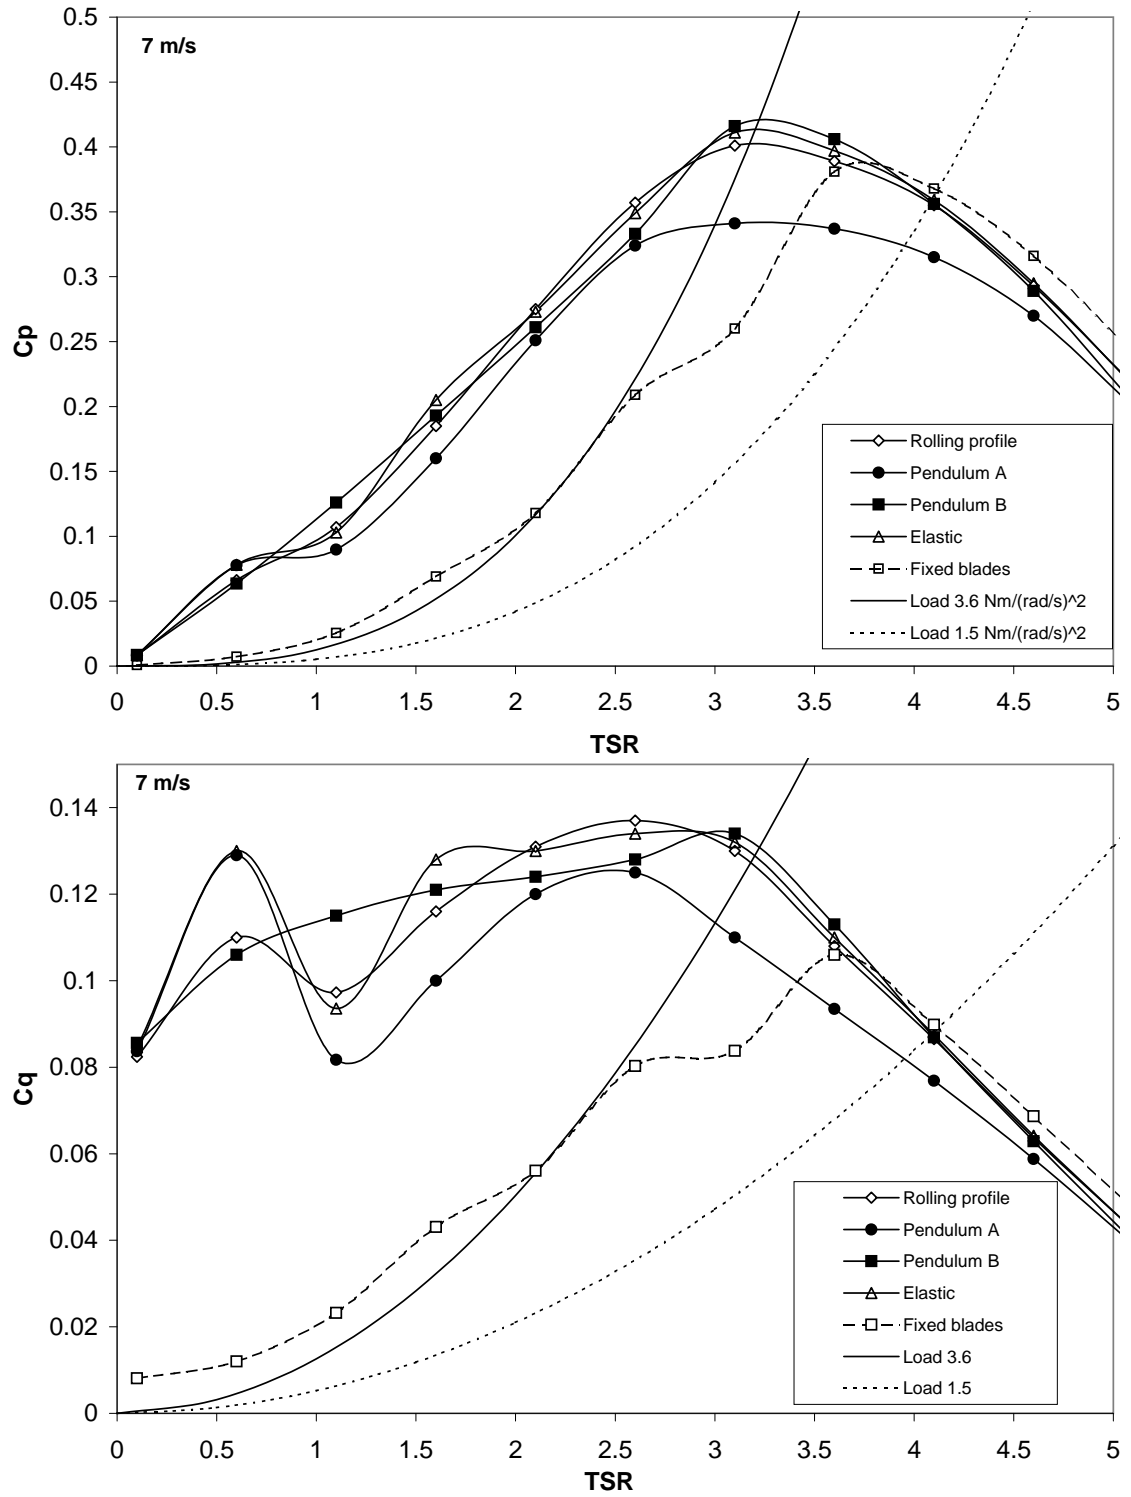 7 m/s
0.5
0.45
0.4
0.35
0.3
0.25
0.2
0.15
0.1
0.05
0
Cp
Rolling profile
Pendulum A
Pendulum B
Elastic
Fixed blades
Load 3.6 Nm/(rad/s)^2
Load 1.5 Nm/(rad/s)^2
0 0.5 1 1.5 2 2.5 3 3.5 4 4.5 5
TSR
7 m/s
0.14
0.12
0.1
0.08
0.06
0.04
0.02
0
Cq
Rolling profile
Pendulum A
Pendulum B
Elastic
Fixed blades
Load 3.6
Load 1.5
0 0.5 1 1.5 2 2.5 3 3.5 4 4.5 5
TSR